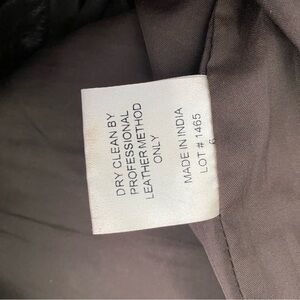 DRY CLEAN BY
PROFESSIONAL
LEATHER METHOD
ONLY
MADE IN INDIA
LOT # 1465
6